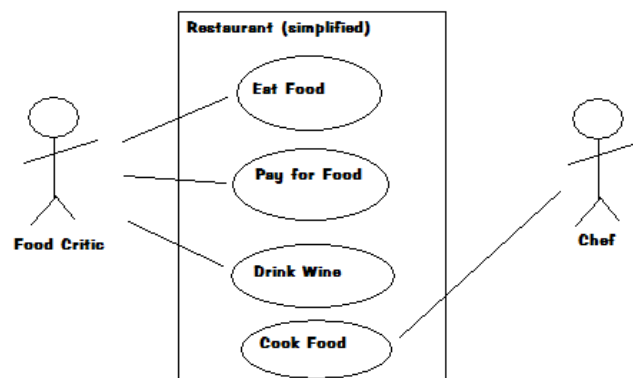 Restaurant (simplified)
Eat Food
Pay for Food
Drink Wine
Cook Food
Food Critic
Chef